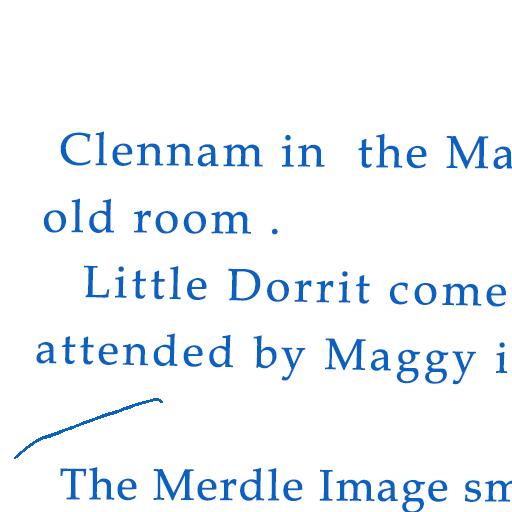 Clennam in the Ma
old room .
Little Dorrit come
attended by Maggy i
The Merdle Image sm